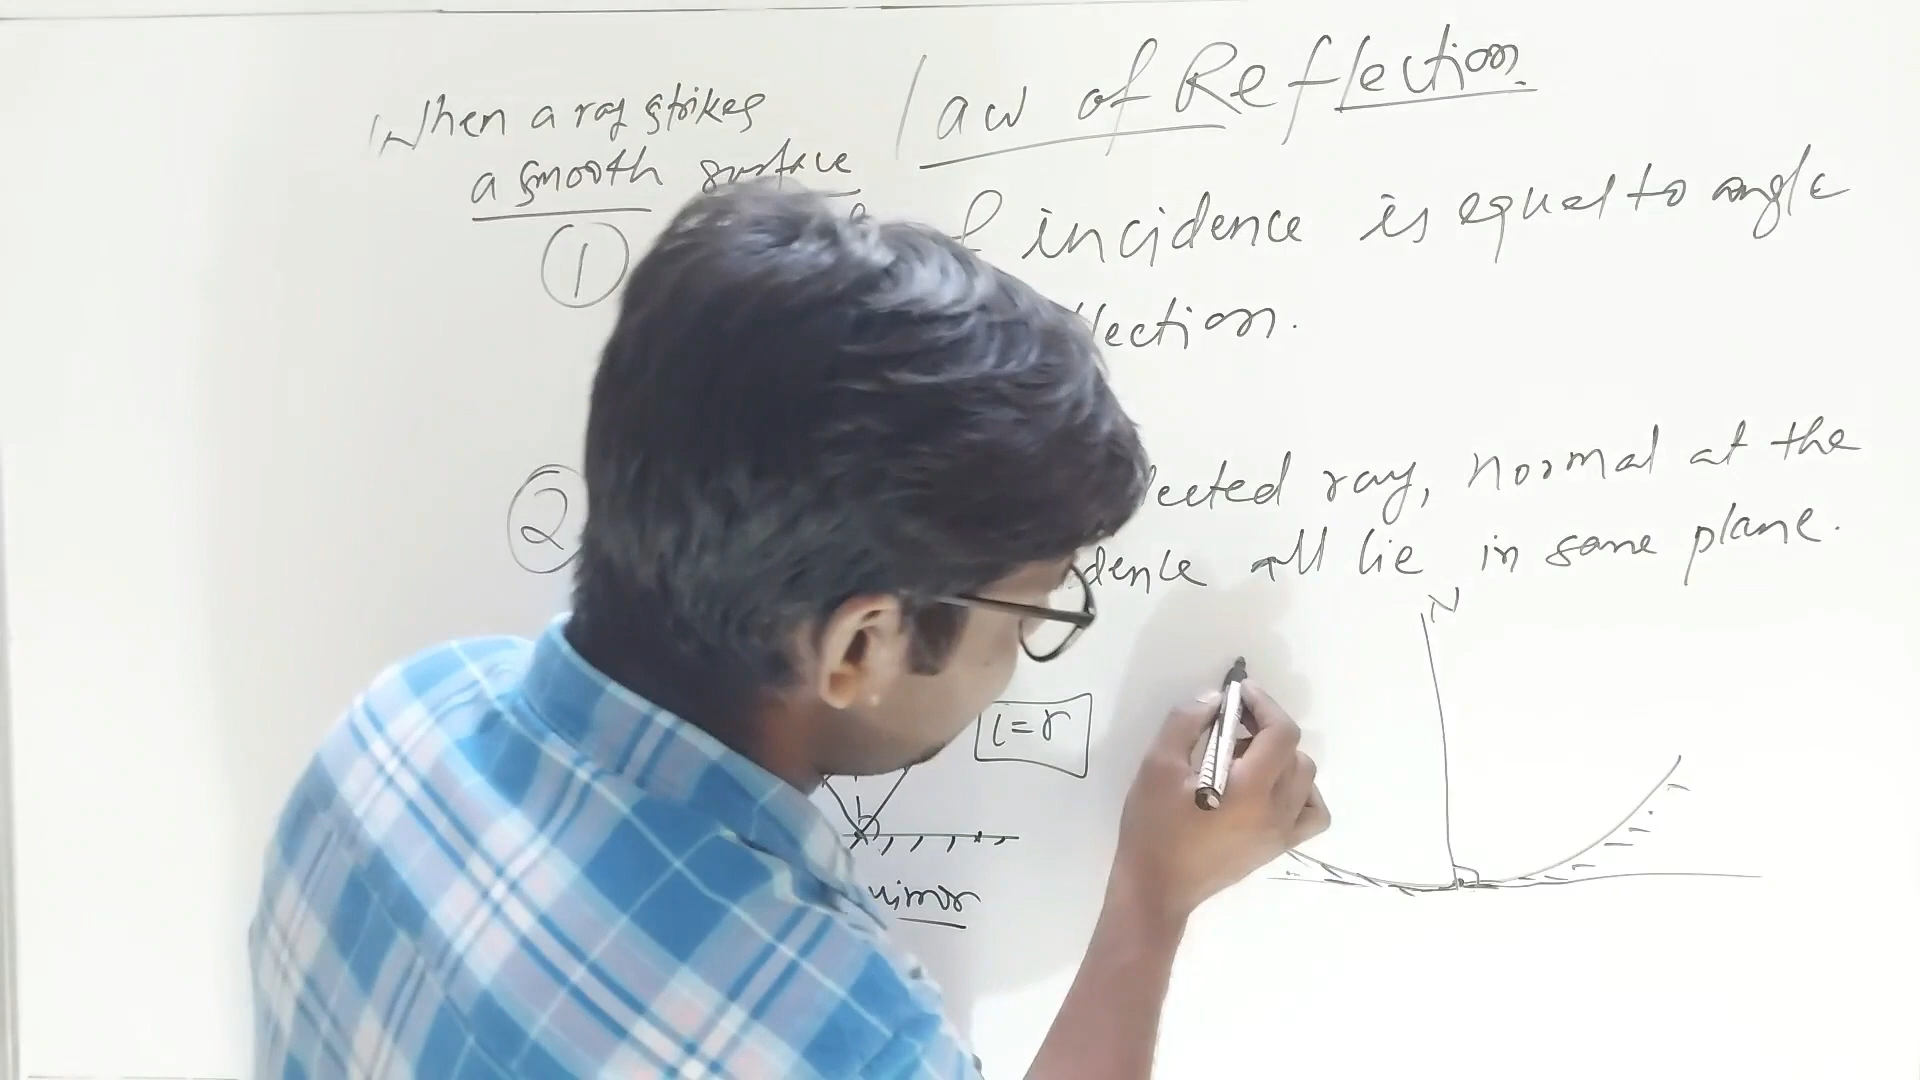 Law of Reflection
When a ray strikes
a smooth surface
① f incidence is equal to angle
lection.
② lected ray, normal at the
dence all lie in same plane.
N
i=r
mirror